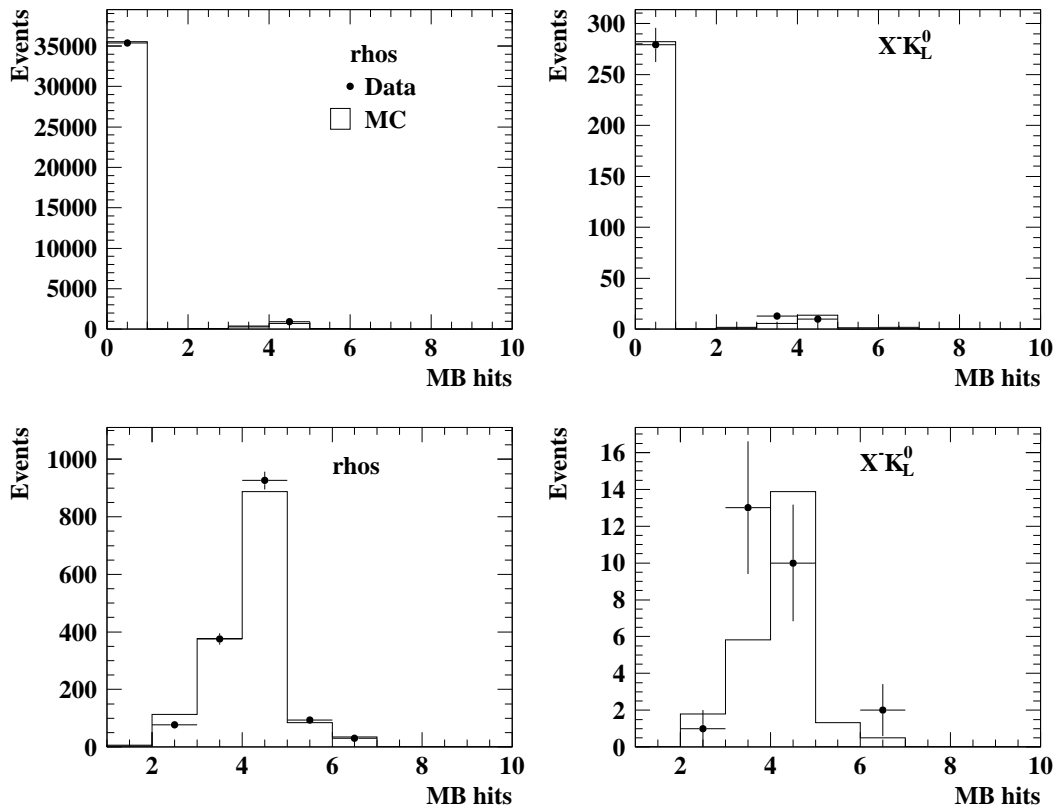 Events
35000
30000
25000
20000
15000
10000
5000
0
rhos
Data
MC
0 2 4 6 8 10
MB hits
Events
300
250
200
150
100
50
0
X⁻K⁰_L
0 2 4 6 8 10
MB hits
Events
1000
800
600
400
200
0
rhos
2 4 6 8 10
MB hits
Events
16
14
12
10
8
6
4
2
0
X⁻K⁰_L
2 4 6 8 10
MB hits